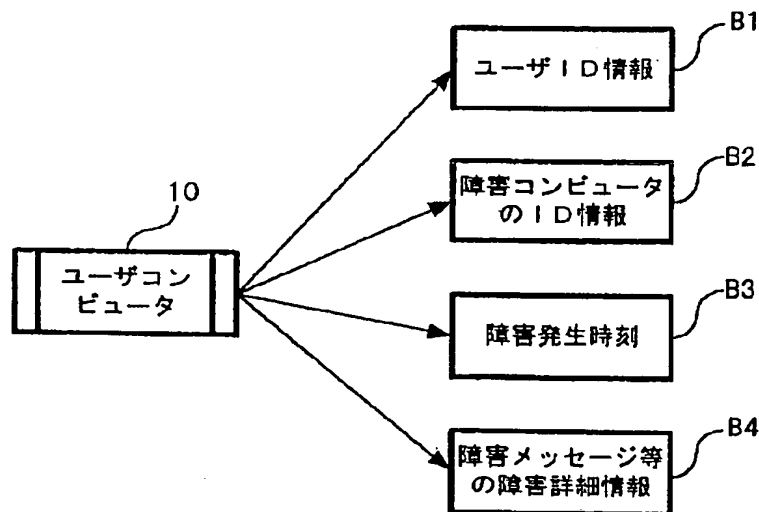 B1
ユーザID情報
B2
障害コンピュータ
のID情報
10
ユーザコン
ピュータ
B3
障害発生時刻
B4
障害メッセージ等
の障害詳細情報